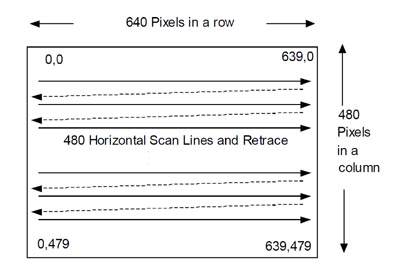 640 Pixels in a row
0,0
639,0
480 Horizontal Scan Lines and Retrace
480
Pixels
in a
column
0,479
639,479